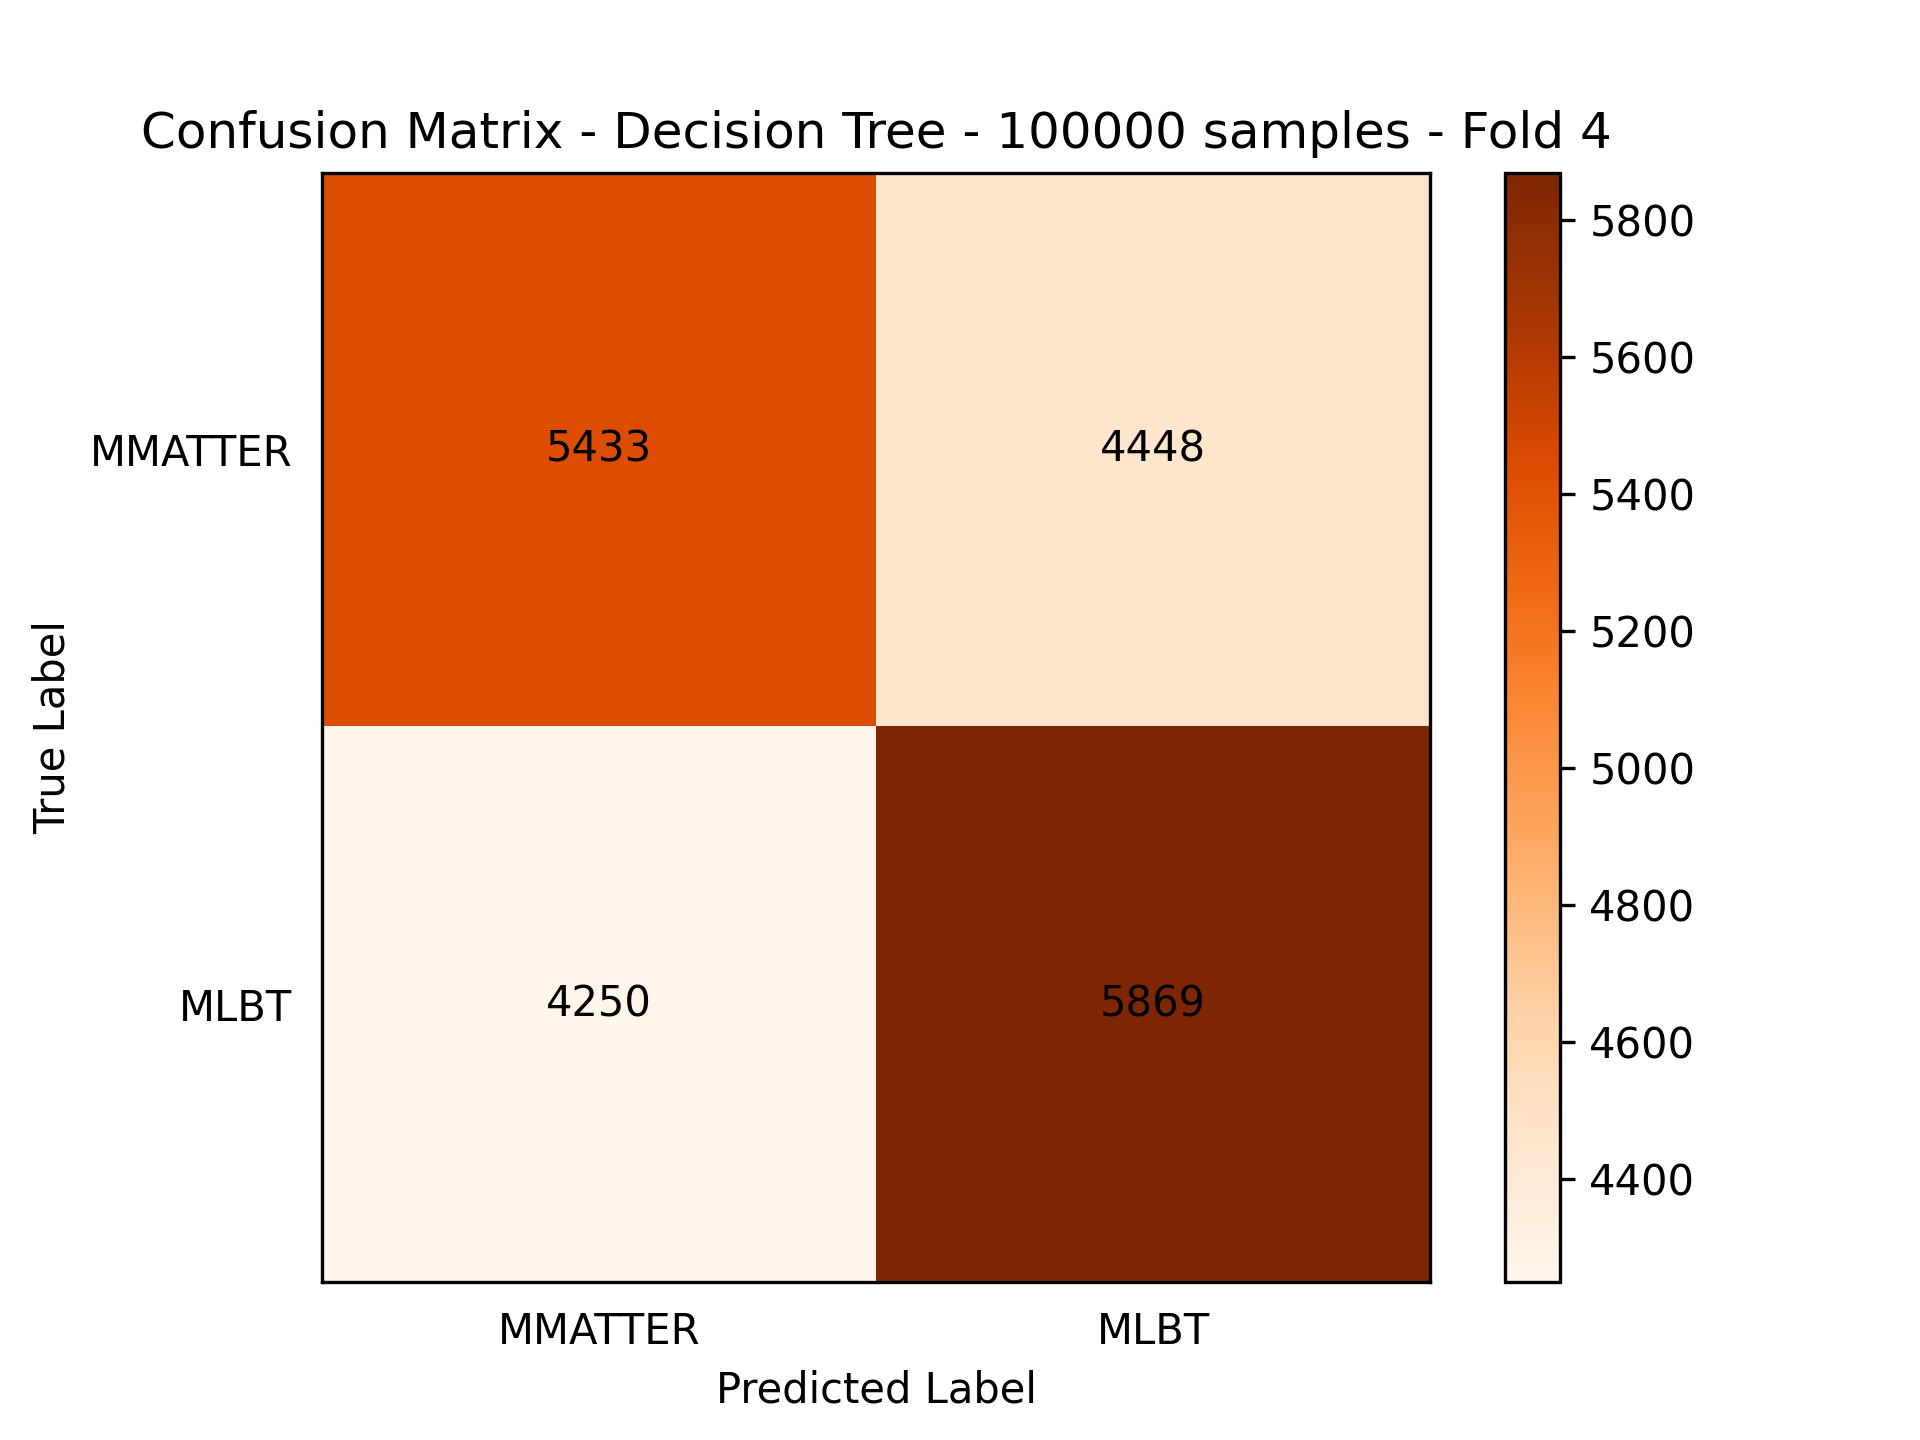 Confusion Matrix - Decision Tree - 100000 samples - Fold 4
True Label
MMATTER
MLBT
5433
4448
4250
5869
MMATTER
MLBT
Predicted Label
5800
5600
5400
5200
5000
4800
4600
4400